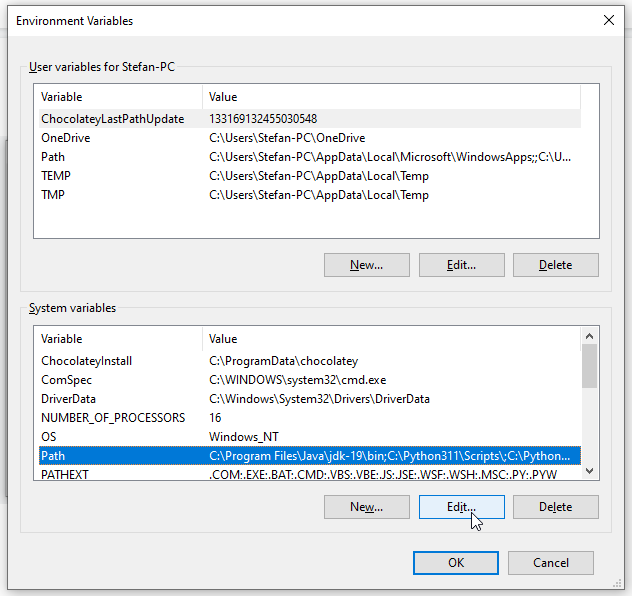 Environment Variables
User variables for Stefan-PC
Variable Value
ChocolateyLastPathUpdate 133169132455030548
OneDrive C:\Users\Stefan-PC\OneDrive
Path C:\Users\Stefan-PC\AppData\Local\Microsoft\WindowsApps;;C:\U...
TEMP C:\Users\Stefan-PC\AppData\Local\Temp
TMP C:\Users\Stefan-PC\AppData\Local\Temp
New... Edit... Delete
System variables
Variable Value
ChocolateyInstall C:\ProgramData\chocolatey
ComSpec C:\WINDOWS\system32\cmd.exe
DriverData C:\Windows\System32\Drivers\DriverData
NUMBER_OF_PROCESSORS 16
OS Windows_NT
Path C:\Program Files\Java\jdk-19\bin;C:\Python311\Scripts\;C:\Python...
PATHEXT .COM;.EXE;.BAT;.CMD;.VBS;.VBE;.JS;.JSE;.WSF;.WSH;.MSC;.PY;.PYW
New... Edit... Delete
OK Cancel